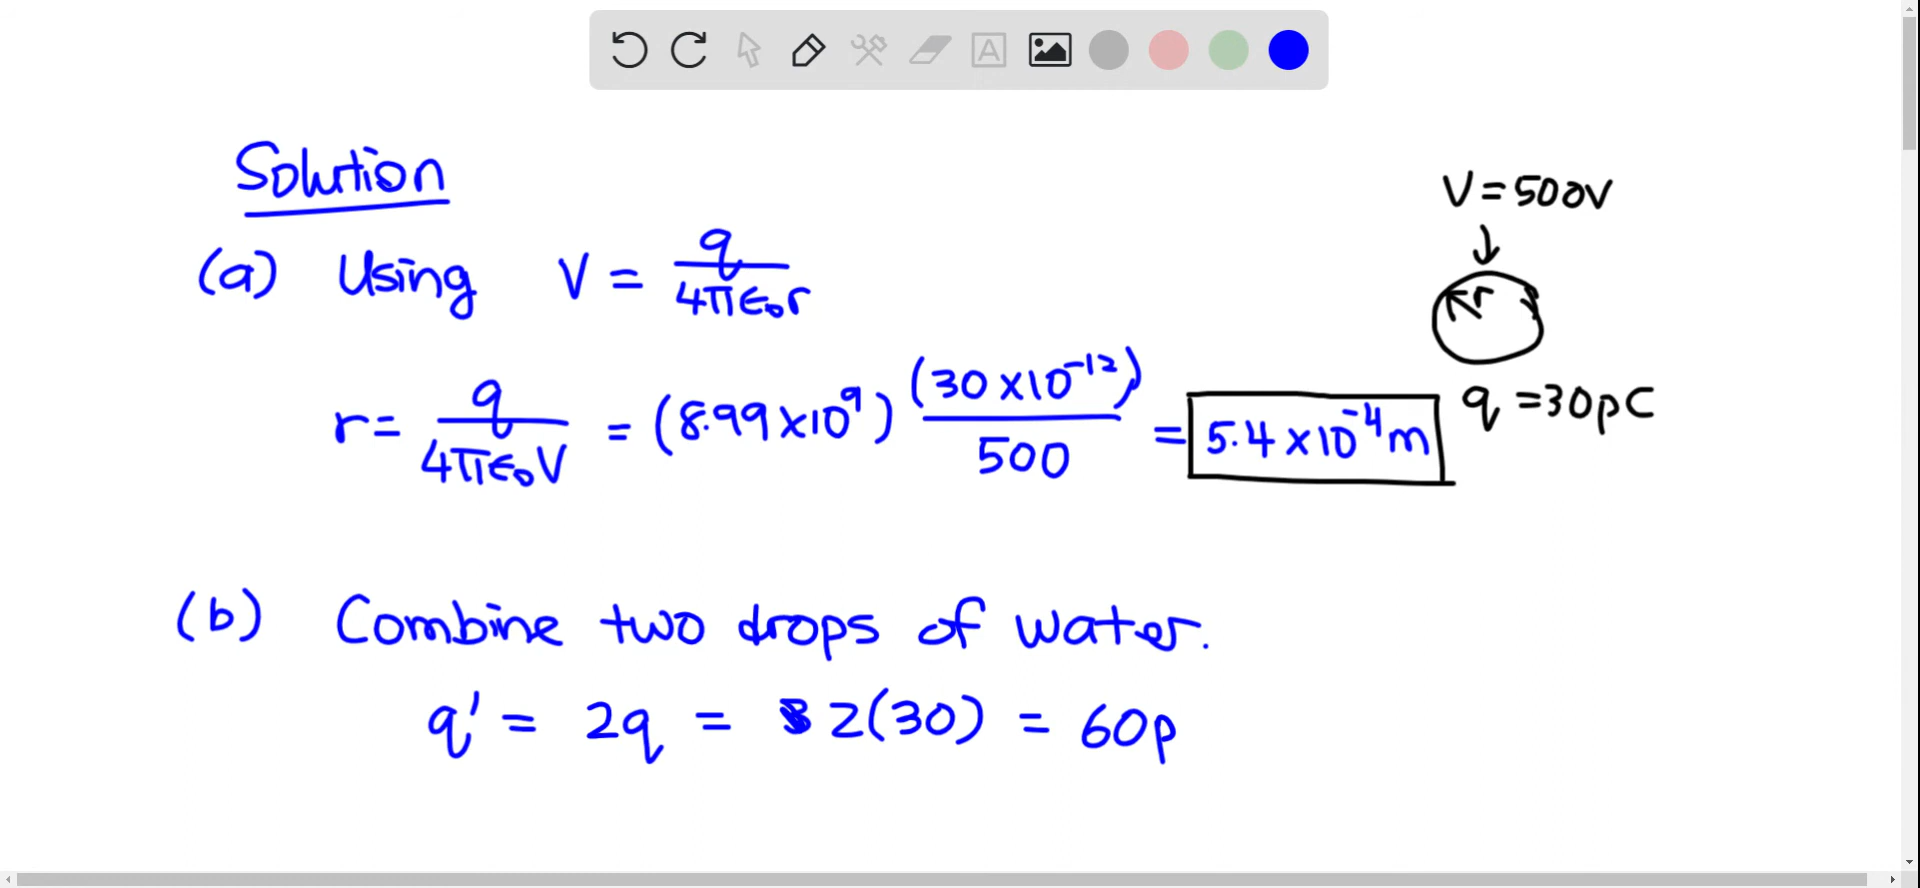 Solution
V = 500V
(a) Using V = q / 4πε₀r
r
r = q / 4πε₀V = (8.99 × 10⁹) (30 × 10⁻¹²) / 500 = 5.4 × 10⁻⁴ m
q = 30pC
(b) Combine two drops of water.
q' = 2q = 2(30) = 60p